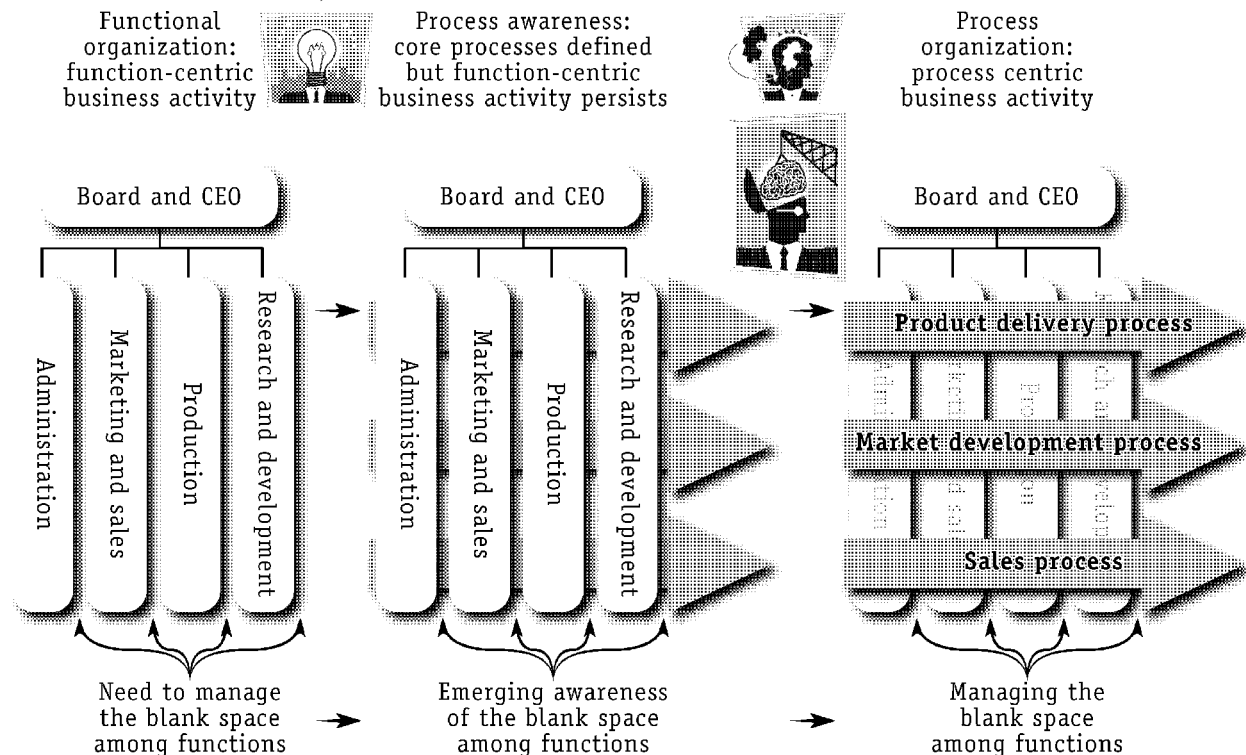 Functional
organization:
function-centric
business activity
Process awareness:
core processes defined
but function-centric
business activity persists
Process
organization:
process centric
business activity
Board and CEO
Board and CEO
Board and CEO
Administration
Marketing and sales
Production
Research and development
Administration
Marketing and sales
Production
Research and development
Product delivery process
Market development process
Sales process
Need to manage
the blank space
among functions
Emerging awareness
of the blank space
among functions
Managing the
blank space
among functions